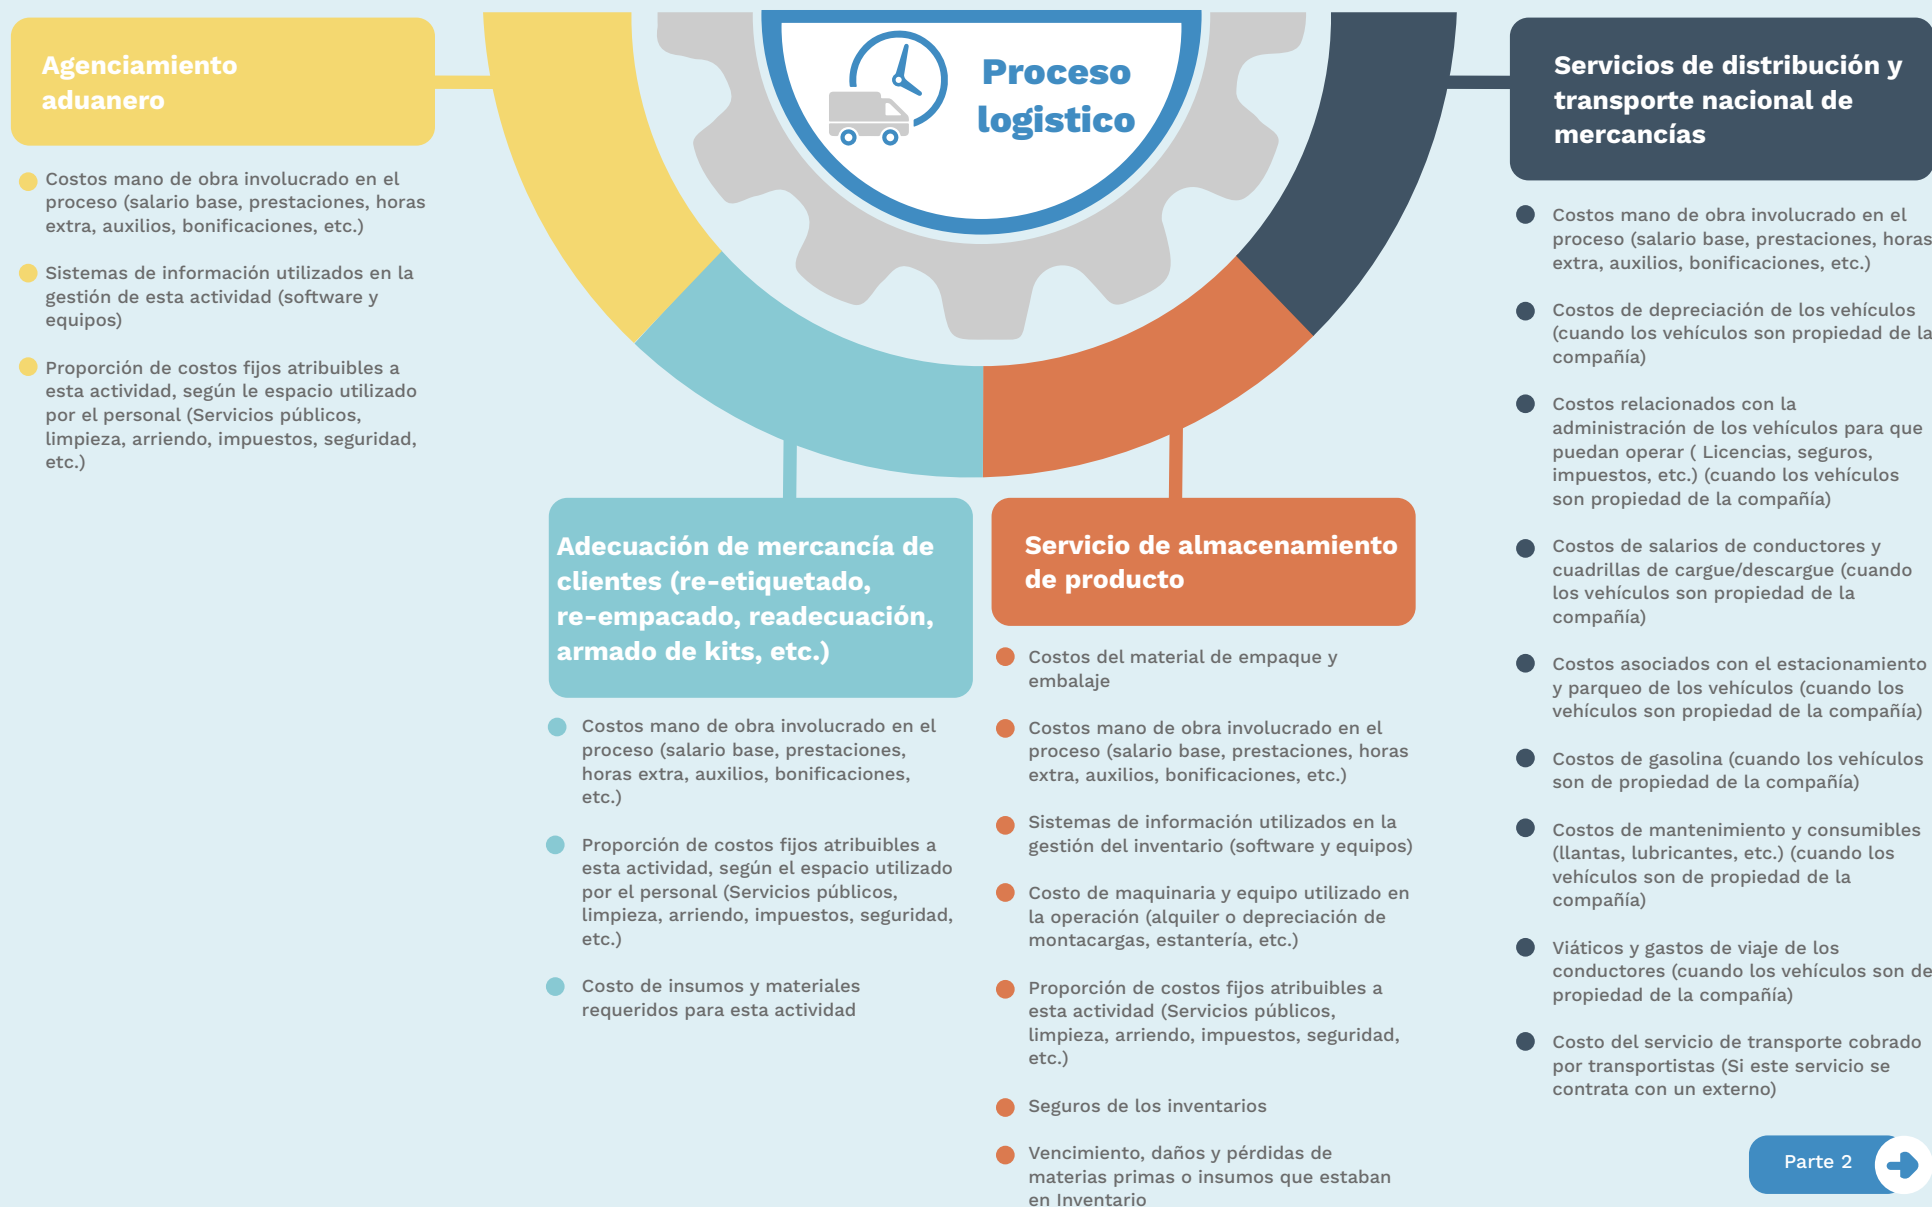 Proceso
logistico
Agenciamiento
aduanero
Costos mano de obra involucrado en el
proceso (salario base, prestaciones, horas
extra, auxilios, bonificaciones, etc.)
Sistemas de información utilizados en la
gestión de esta actividad (software y
equipos)
Proporción de costos fijos atribuibles a
esta actividad, según le espacio utilizado
por el personal (Servicios públicos,
limpieza, arriendo, impuestos, seguridad,
etc.)
Adecuación de mercancía de
clientes (re-etiquetado,
re-empacado, readecuación,
armado de kits, etc.)
Costos mano de obra involucrado en el
proceso (salario base, prestaciones,
horas extra, auxilios, bonificaciones,
etc.)
Proporción de costos fijos atribuibles a
esta actividad, según el espacio utilizado
por el personal (Servicios públicos,
limpieza, arriendo, impuestos, seguridad,
etc.)
Costo de insumos y materiales
requeridos para esta actividad
Servicio de almacenamiento
de producto
Costos del material de empaque y
embalaje
Costos mano de obra involucrado en el
proceso (salario base, prestaciones, horas
extra, auxilios, bonificaciones, etc.)
Sistemas de información utilizados en la
gestión del inventario (software y equipos)
Costo de maquinaria y equipo utilizado en
la operación (alquiler o depreciación de
montacargas, estantería, etc.)
Proporción de costos fijos atribuibles a
esta actividad (Servicios públicos,
limpieza, arriendo, impuestos, seguridad,
etc.)
Seguros de los inventarios
Vencimiento, daños y pérdidas de
materias primas o insumos que estaban
en Inventario
Servicios de distribución y
transporte nacional de
mercancías
Costos mano de obra involucrado en el
proceso (salario base, prestaciones, horas
extra, auxilios, bonificaciones, etc.)
Costos de depreciación de los vehículos
(cuando los vehículos son propiedad de la
compañía)
Costos relacionados con la
administración de los vehículos para que
puedan operar ( Licencias, seguros,
impuestos, etc.) (cuando los vehículos
son propiedad de la compañía)
Costos de salarios de conductores y
cuadrillas de cargue/descargue (cuando
los vehículos son propiedad de la
compañía)
Costos asociados con el estacionamiento
y parqueo de los vehículos (cuando los
vehículos son propiedad de la compañía)
Costos de gasolina (cuando los vehículos
son de propiedad de la compañía)
Costos de mantenimiento y consumibles
(llantas, lubricantes, etc.) (cuando los
vehículos son de propiedad de la
compañía)
Viáticos y gastos de viaje de los
conductores (cuando los vehículos son de
propiedad de la compañía)
Costo del servicio de transporte cobrado
por transportistas (Si este servicio se
contrata con un externo)
Parte 2